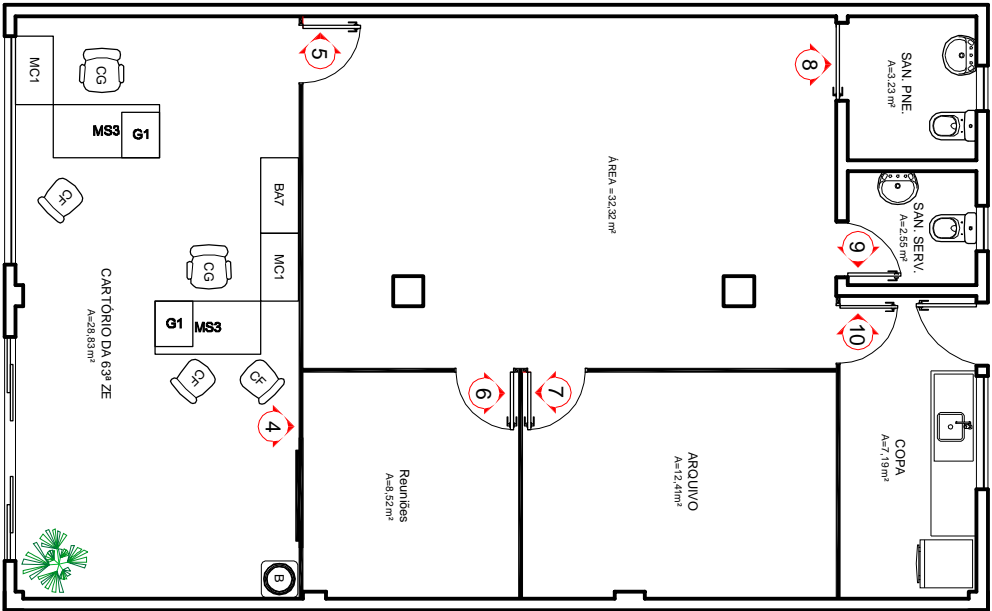 MC1
CG
MS3
G1
CF
BA7
MC1
CG
G1
MS3
CF
CF
CARTÓRIO DA 63ª ZE
A=28,83m²
4
B
5
ÁREA =32,32 m²
6
7
8
9
10
SAN. PNE.
A=3.23 m²
SAN. SERV.
A=2.55 m²
Reuniões
A=8,52m²
ARQUIVO
A=12,41m²
COPA
A=7,19m²